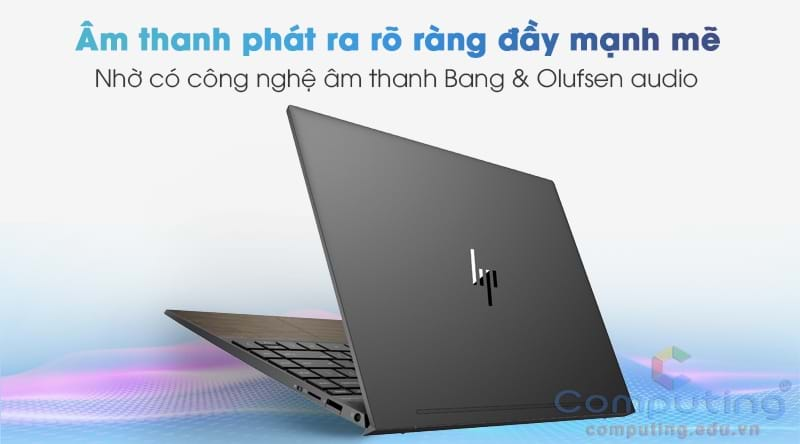 Âm thanh phát ra rõ ràng đầy mạnh mẽ
Nhờ có công nghệ âm thanh Bang & Olufsen audio
hp
Computing
computing.edu.vn